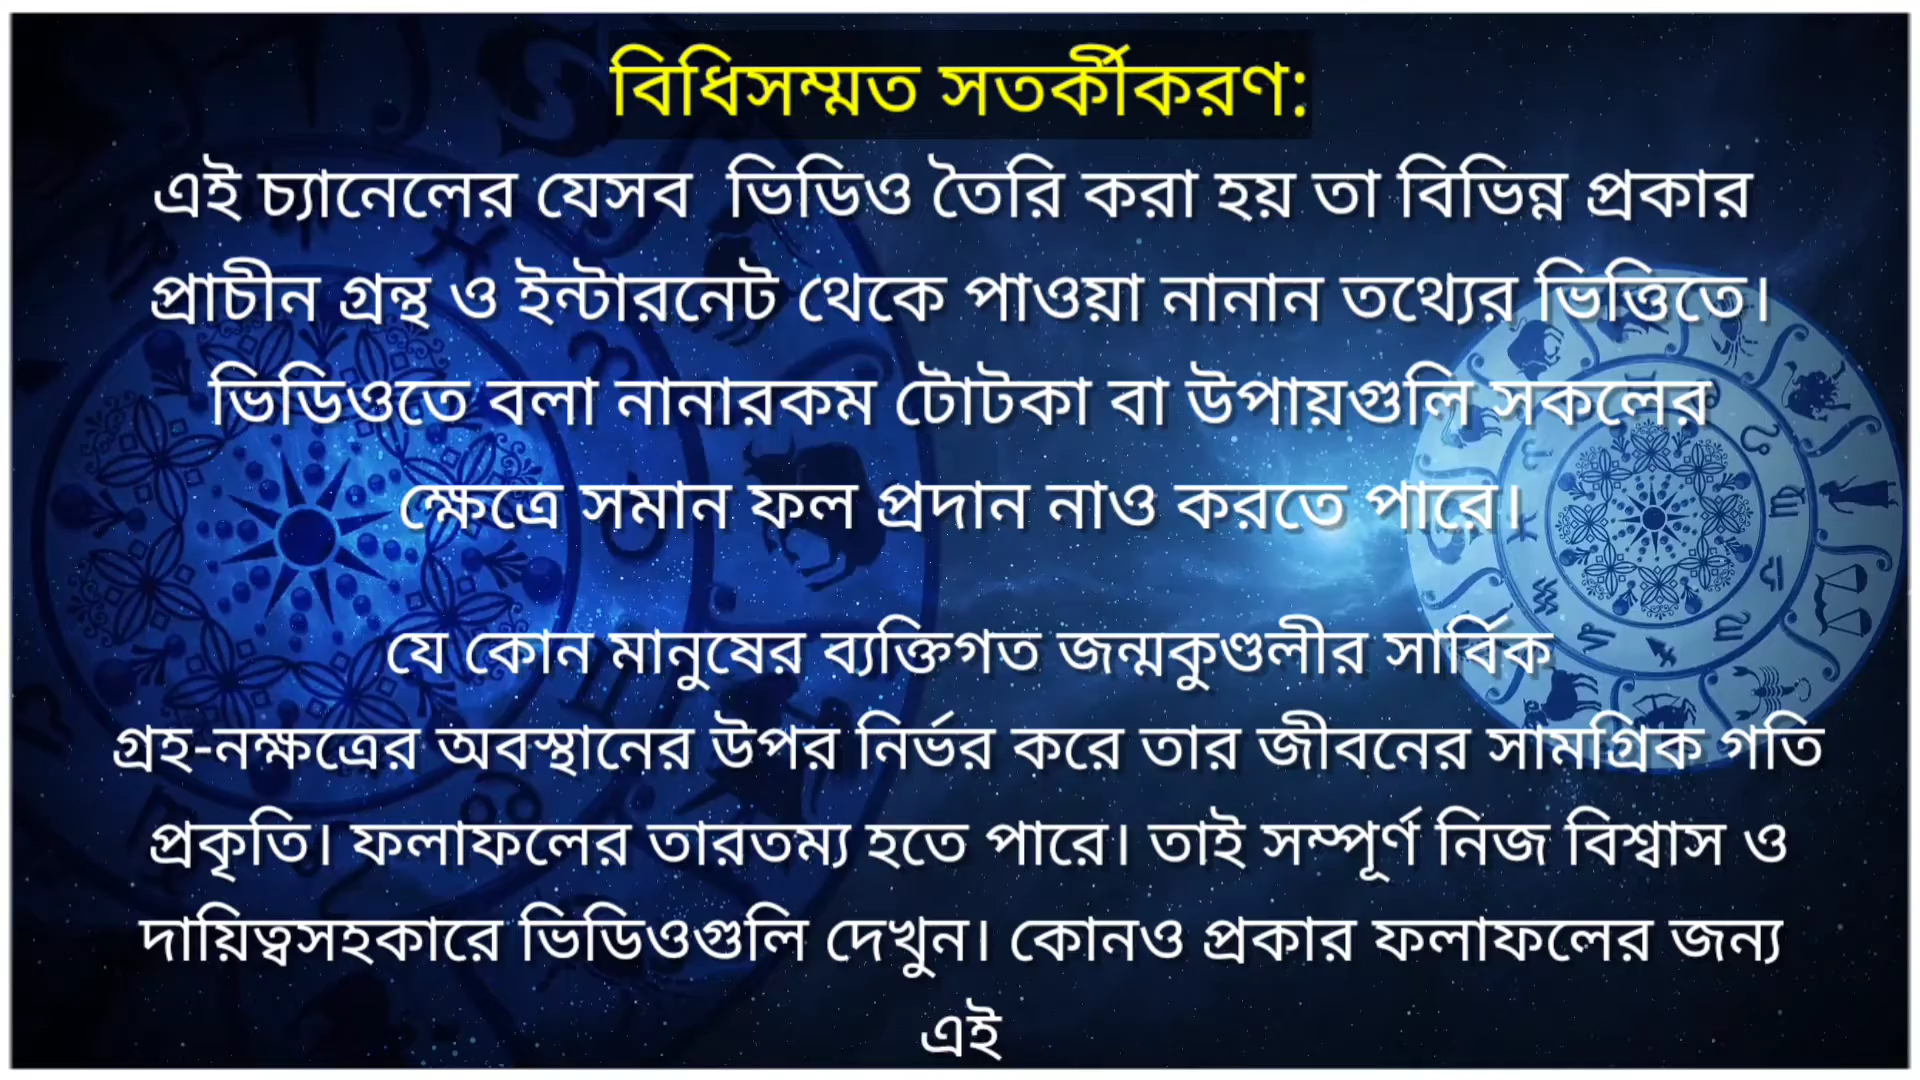 বিধিসম্মত সতর্কীকরণ:
এই চ্যানেলের যেসব ভিডিও তৈরি করা হয় তা বিভিন্ন প্রকার
প্রাচীন গ্রন্থ ও ইন্টারনেট থেকে পাওয়া নানান তথ্যের ভিত্তিতে।
ভিডিওতে বলা নানারকম টোটকা বা উপায়গুলি সকলের
ক্ষেত্রে সমান ফল প্রদান নাও করতে পারে।
যে কোন মানুষের ব্যক্তিগত জন্মকুণ্ডলীর সার্বিক
গ্রহ-নক্ষত্রের অবস্থানের উপর নির্ভর করে তার জীবনের সামগ্রিক গতি
প্রকৃতি। ফলাফলের তারতম্য হতে পারে। তাই সম্পূর্ণ নিজ বিশ্বাস ও
দায়িত্বসহকারে ভিডিওগুলি দেখুন। কোনও প্রকার ফলাফলের জন্য
এই